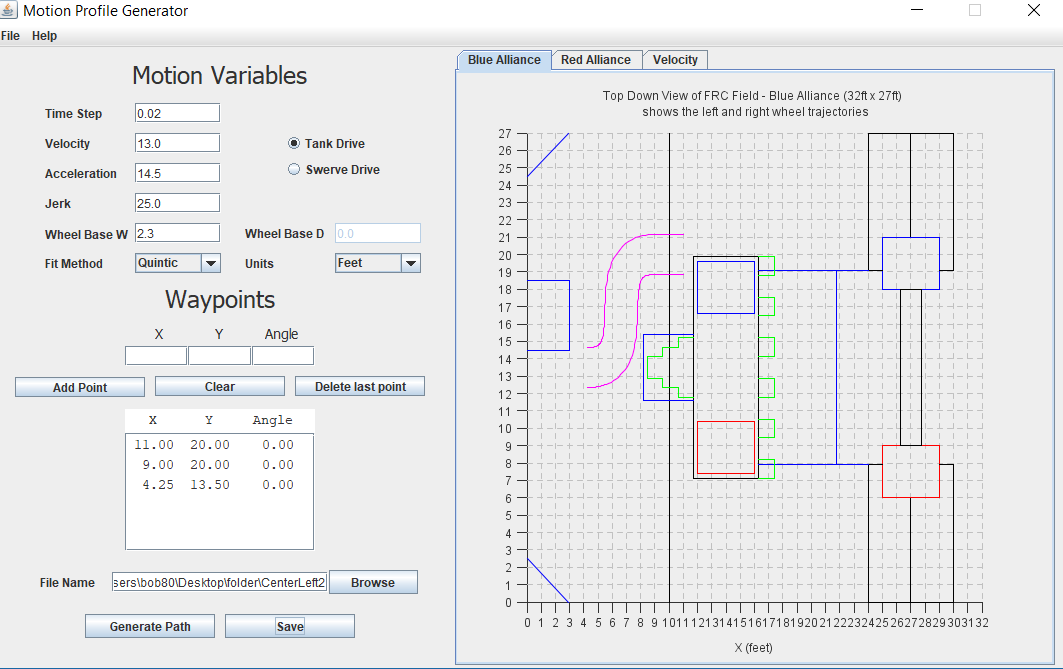 Motion Profile Generator
File Help
Motion Variables
Time Step 0.02
Velocity 13.0
Acceleration 14.5
Jerk 25.0
Wheel Base W 2.3 Wheel Base D 0.0
Fit Method Quintic Units Feet
Tank Drive
Swerve Drive
Waypoints
X Y Angle
Add Point Clear Delete last point
X Y Angle
11.00 20.00 0.00
9.00 20.00 0.00
4.25 13.50 0.00
File Name sers\bob80\Desktop\folder\CenterLeft2 Browse
Generate Path Save
Blue Alliance Red Alliance Velocity
Top Down View of FRC Field - Blue Alliance (32ft x 27ft)
shows the left and right wheel trajectories
27
26
25
24
23
22
21
20
19
18
17
16
15
14
13
12
11
10
9
8
7
6
5
4
3
2
1
0
0 1 2 3 4 5 6 7 8 9 10 11 12 13 14 15 16 17 18 19 20 21 22 23 24 25 26 27 28 29 30 31 32
X (feet)